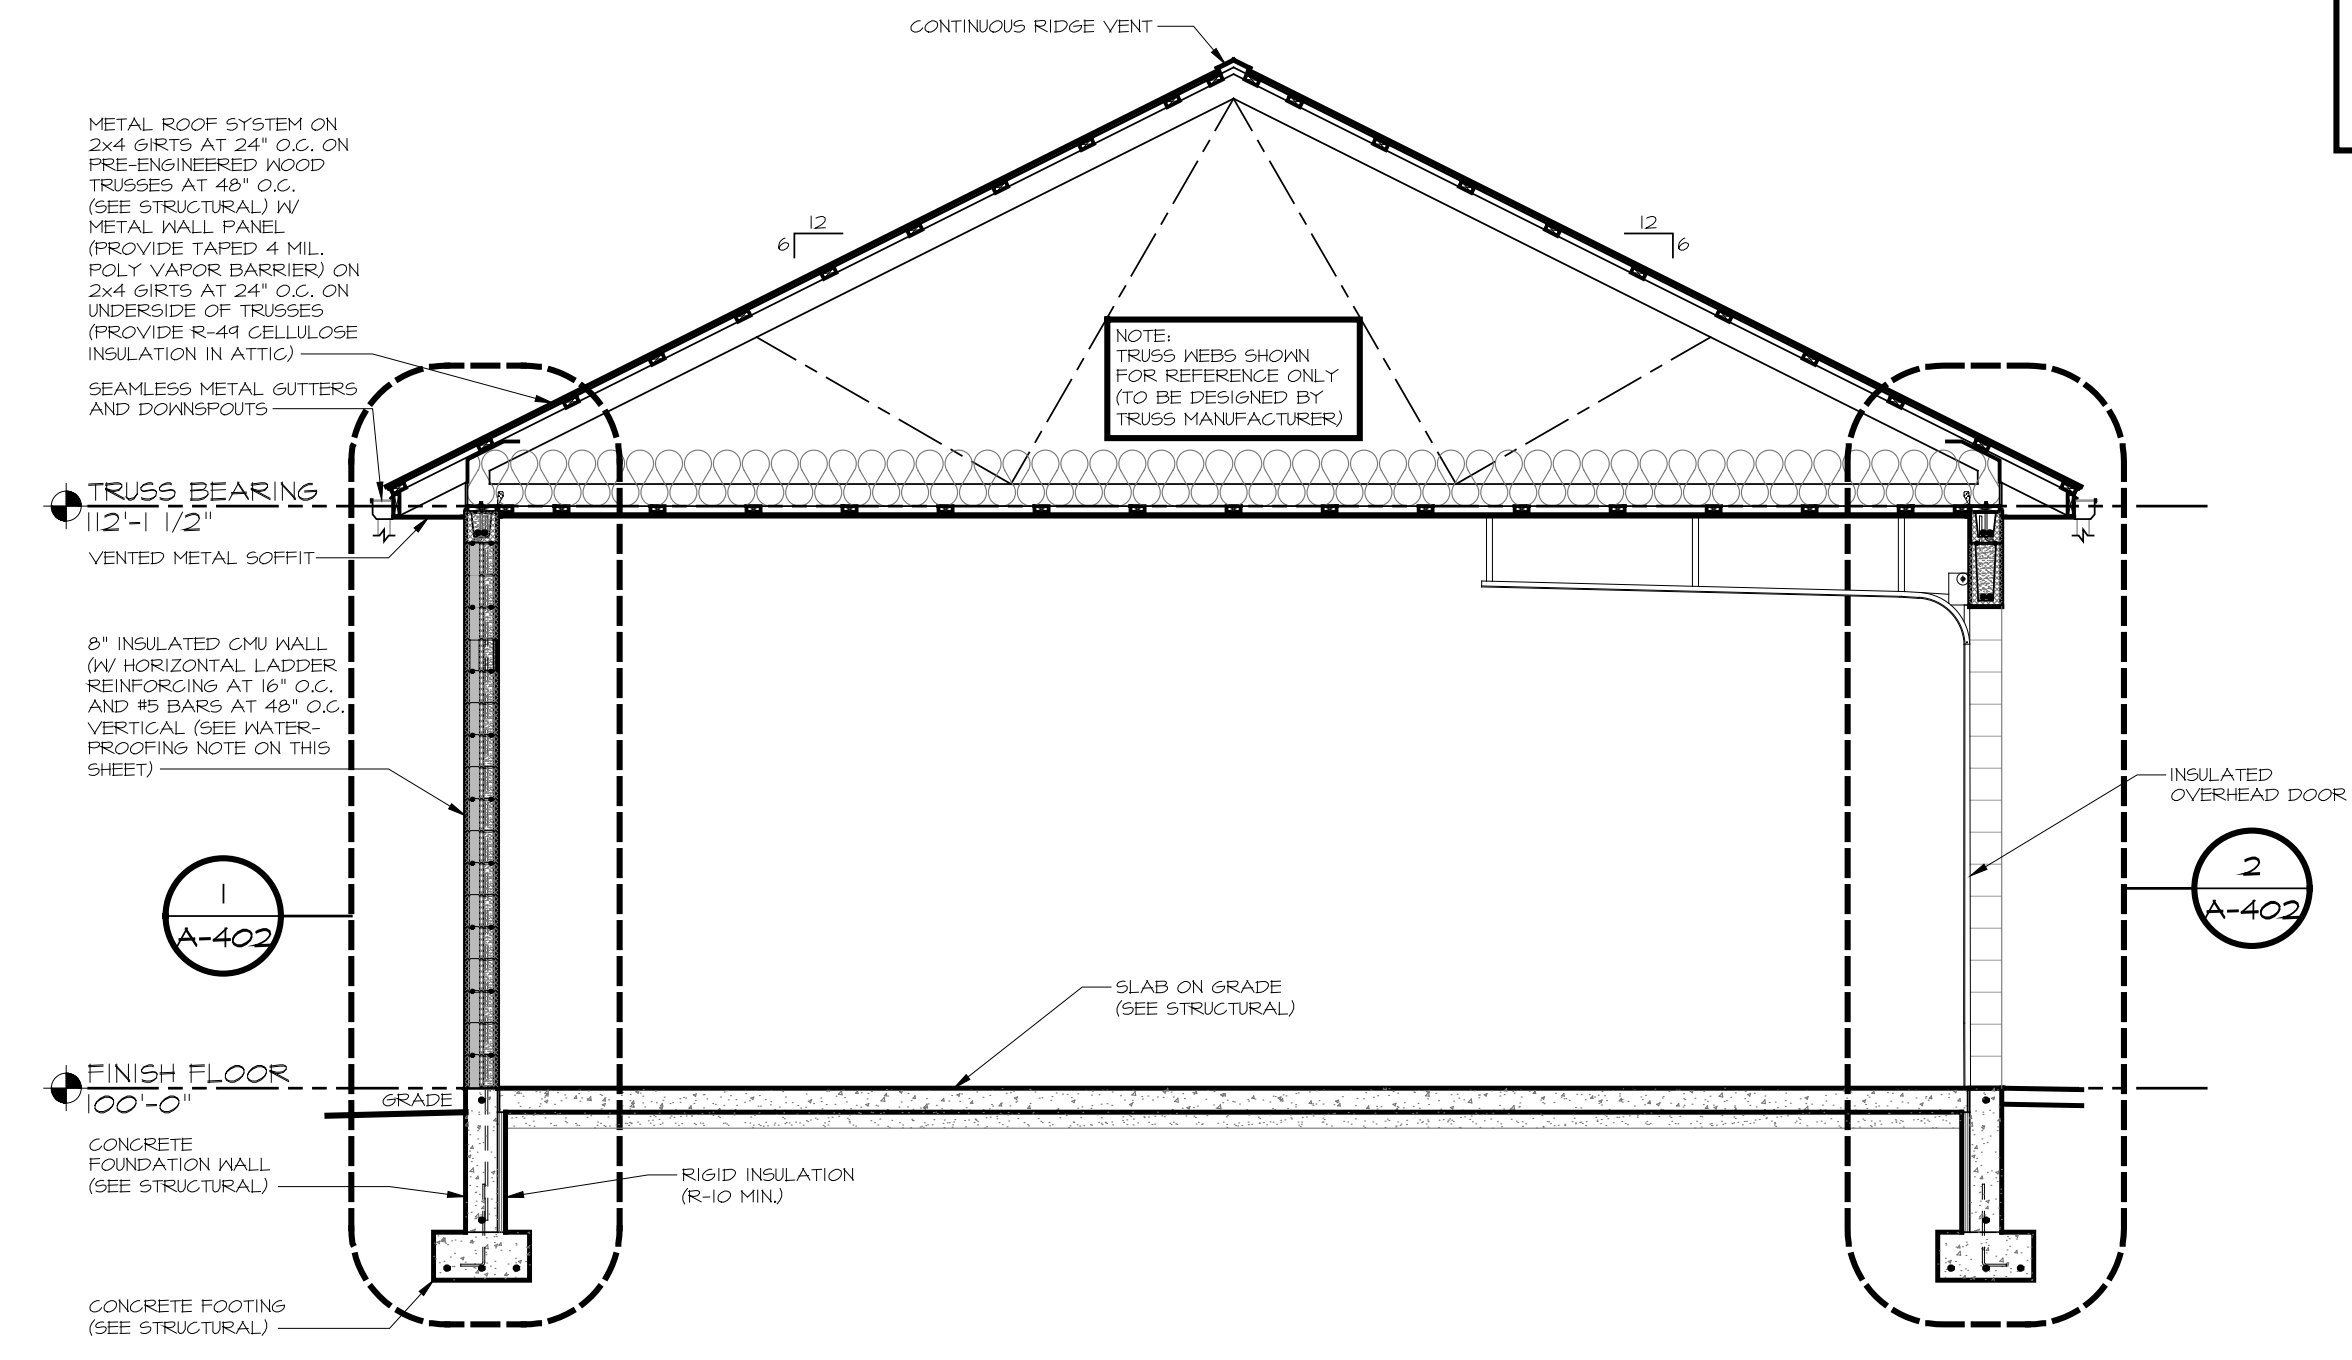 CONTINUOUS RIDGE VENT
METAL ROOF SYSTEM ON
2x4 GIRTS AT 24" O.C. ON
PRE-ENGINEERED WOOD
TRUSSES AT 48" O.C.
(SEE STRUCTURAL) W/
METAL WALL PANEL
(PROVIDE TAPED 4 MIL.
POLY VAPOR BARRIER) ON
2x4 GIRTS AT 24" O.C. ON
UNDERSIDE OF TRUSSES
(PROVIDE R-49 CELLULOSE
INSULATION IN ATTIC)
12
6
12
6
NOTE:
TRUSS WEBS SHOWN
FOR REFERENCE ONLY
(TO BE DESIGNED BY
TRUSS MANUFACTURER)
SEAMLESS METAL GUTTERS
AND DOWNSPOUTS
TRUSS BEARING
112'-1 1/2"
VENTED METAL SOFFIT
8" INSULATED CMU WALL
(W/ HORIZONTAL LADDER
REINFORCING AT 16" O.C.
AND #5 BARS AT 48" O.C.
VERTICAL (SEE WATER-
PROOFING NOTE ON THIS
SHEET)
INSULATED
OVERHEAD DOOR
1
A-402
2
A-402
SLAB ON GRADE
(SEE STRUCTURAL)
FINISH FLOOR
100'-0"
GRADE
CONCRETE
FOUNDATION WALL
(SEE STRUCTURAL)
RIGID INSULATION
(R-10 MIN.)
CONCRETE FOOTING
(SEE STRUCTURAL)